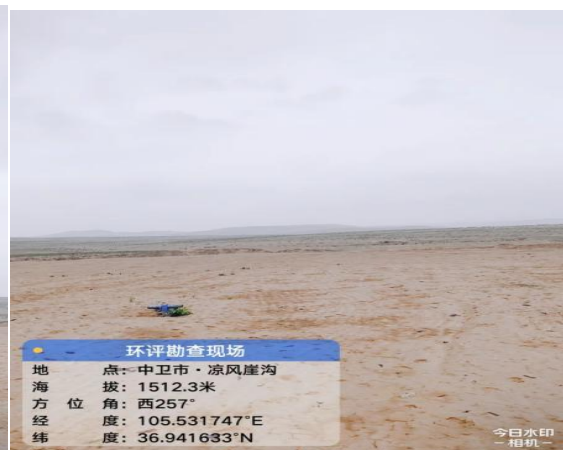 环评勘查现场
地 点：中卫市·凉风崖沟
海 拔：1512.3米
方 位 角：西257°
经 度：105.531747°E
纬 度：36.941633°N
今日水印
—相机—